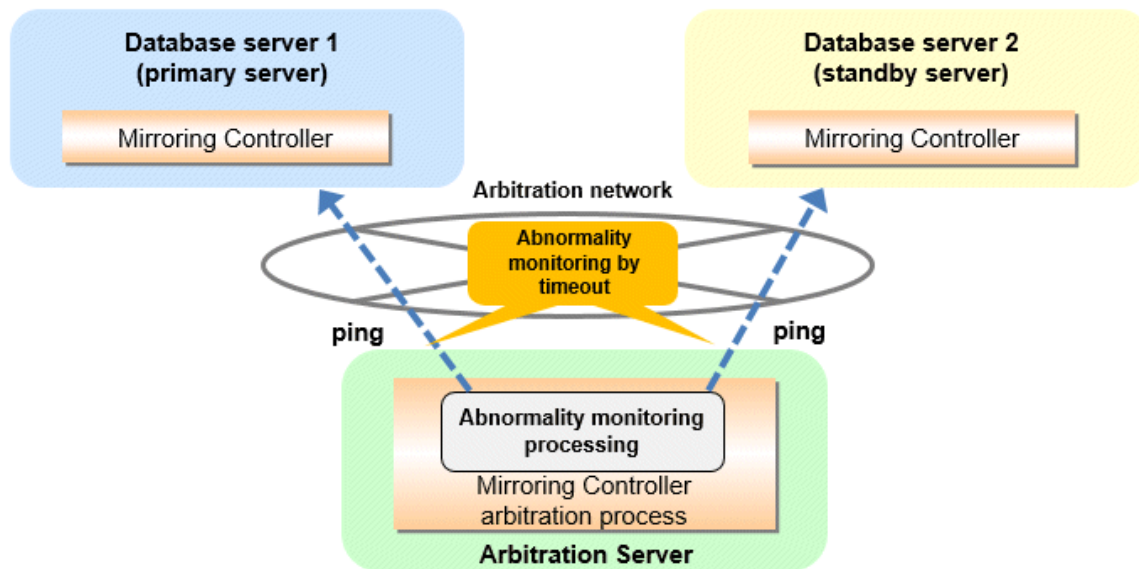 Database server 1
(primary server)
Mirroring Controller
Database server 2
(standby server)
Mirroring Controller
Arbitration network
Abnormality
monitoring by
timeout
ping
ping
Abnormality monitoring
processing
Mirroring Controller
arbitration process
Arbitration Server